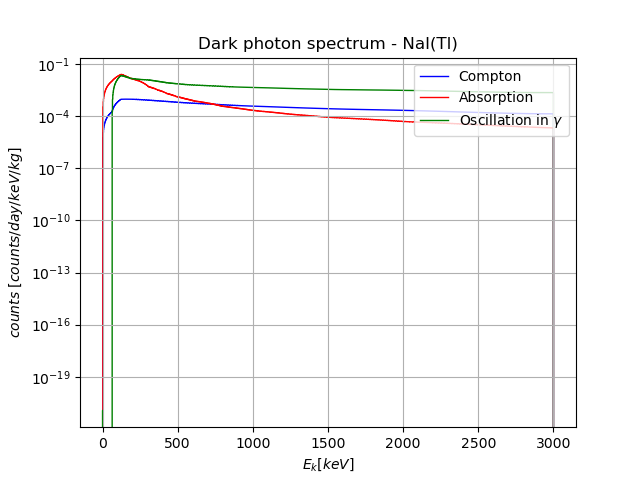 Dark photon spectrum - NaI(Tl)
counts [counts/day/keV/kg]
10⁻¹
10⁻⁴
10⁻⁷
10⁻¹⁰
10⁻¹³
10⁻¹⁶
10⁻¹⁹
Compton
Absorption
Oscillation in γ
0 500 1000 1500 2000 2500 3000
E_k[keV]